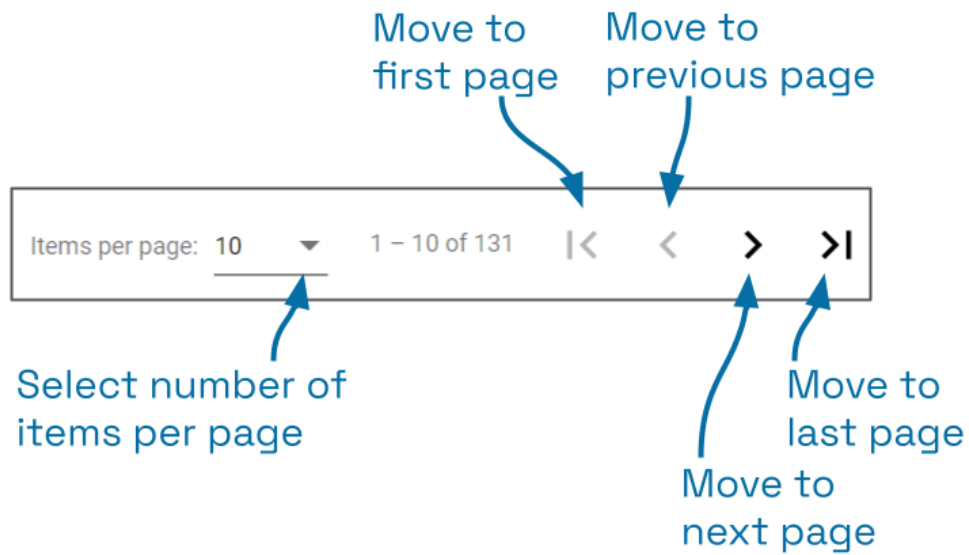 Move to
first page
Move to
previous page
Items per page: 10
1 – 10 of 131
Select number of
items per page
Move to
last page
Move to
next page